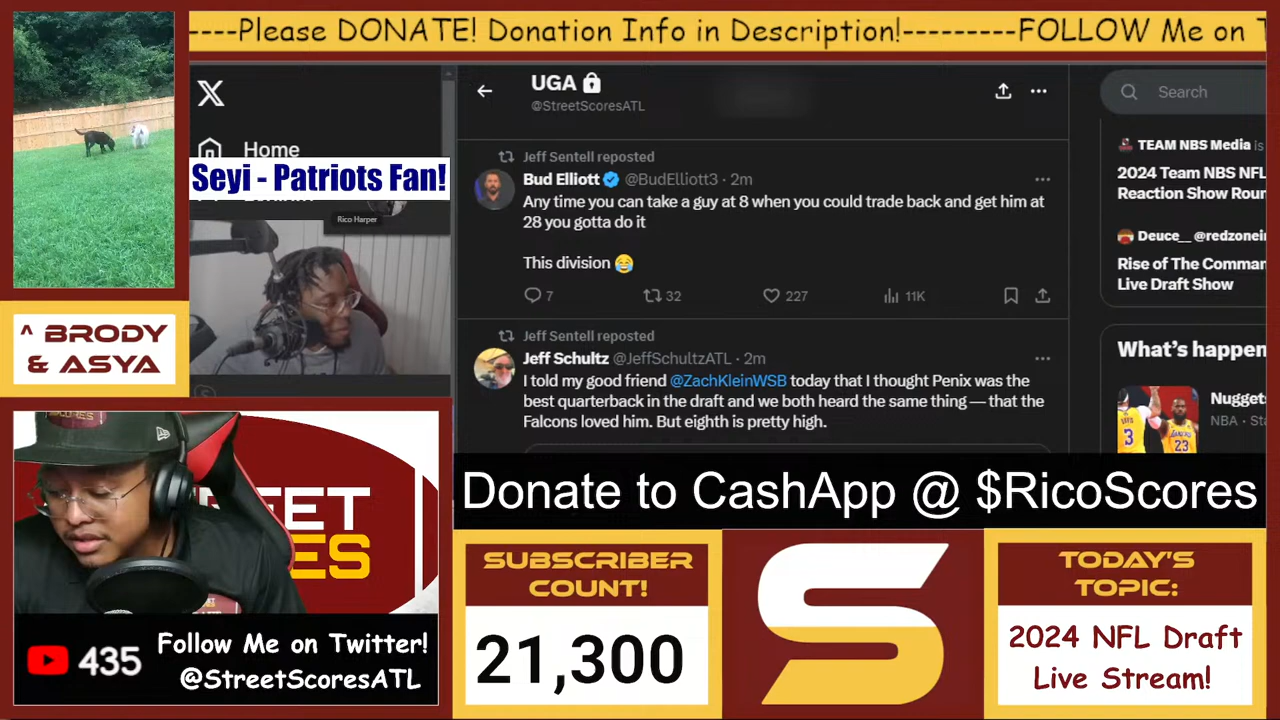 ----Please DONATE! Donation Info in Description!---------FOLLOW Me on
UGA
@StreetScoresATL
Search
Home
Seyi - Patriots Fan!
Rico Harper
Jeff Sentell reposted
Bud Elliott @BudElliott3 · 2m
Any time you can take a guy at 8 when you could trade back and get him at
28 you gotta do it
This division 😂
7 32 227 11K
Jeff Sentell reposted
Jeff Schultz @JeffSchultzATL · 2m
I told my good friend @ZachKleinWSB today that I thought Penix was the
best quarterback in the draft and we both heard the same thing — that the
Falcons loved him. But eighth is pretty high.
TEAM NBS Media is
2024 Team NBS NFL
Reaction Show Roun
Deuce__ @redzonein
Rise of The Comman
Live Draft Show
What's happen
Nuggets
NBA · Sta
^ BRODY
& ASYA
Donate to CashApp @ $RicoScores
SUBSCRIBER
COUNT!
21,300
TODAY'S
TOPIC:
2024 NFL Draft
Live Stream!
435
Follow Me on Twitter!
@StreetScoresATL